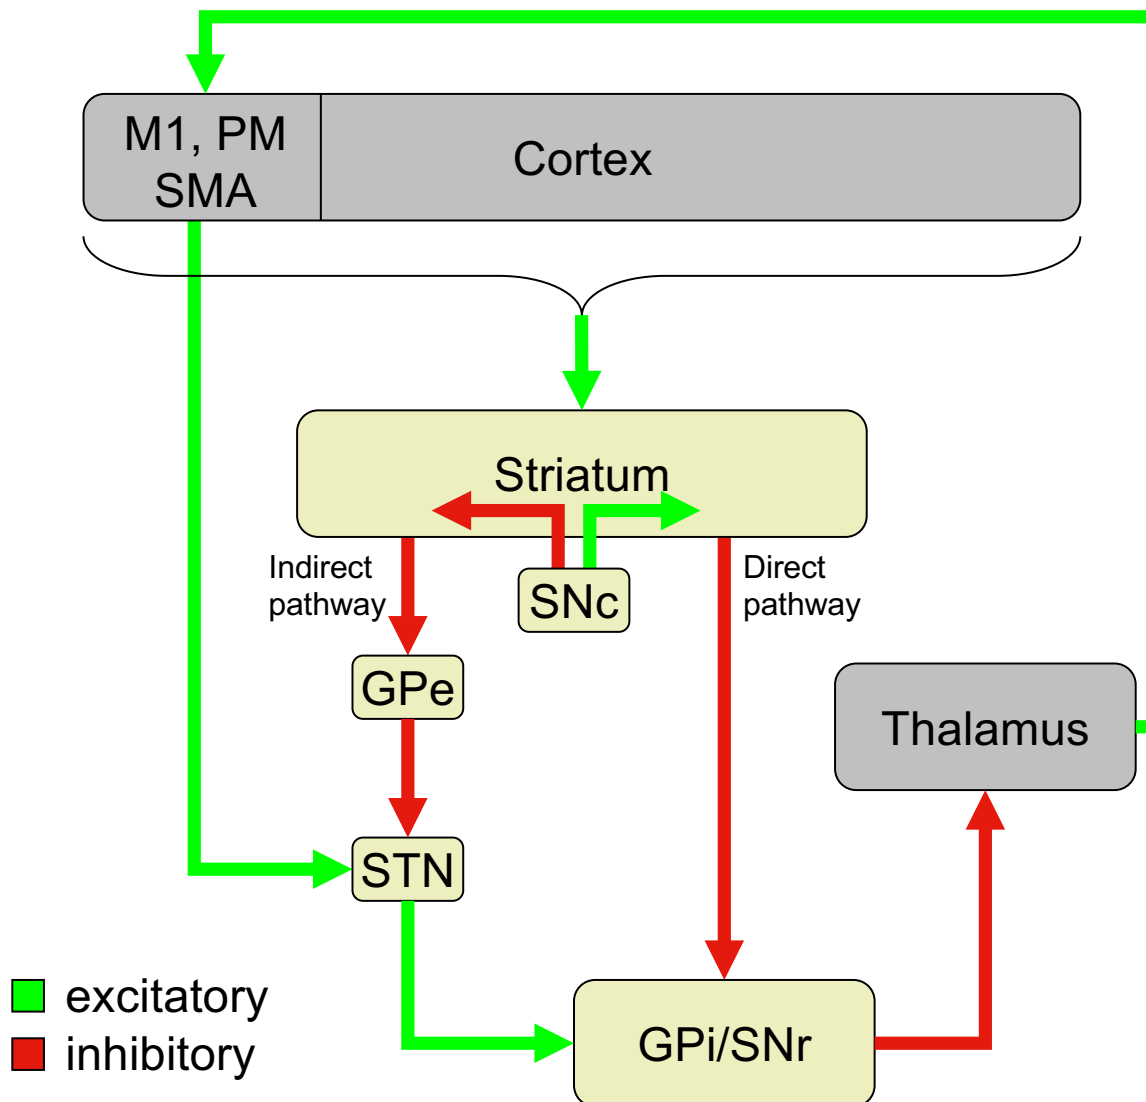 M1, PM
SMA
Cortex
Striatum
Indirect
pathway
SNc
Direct
pathway
GPe
Thalamus
STN
excitatory
inhibitory
GPi/SNr